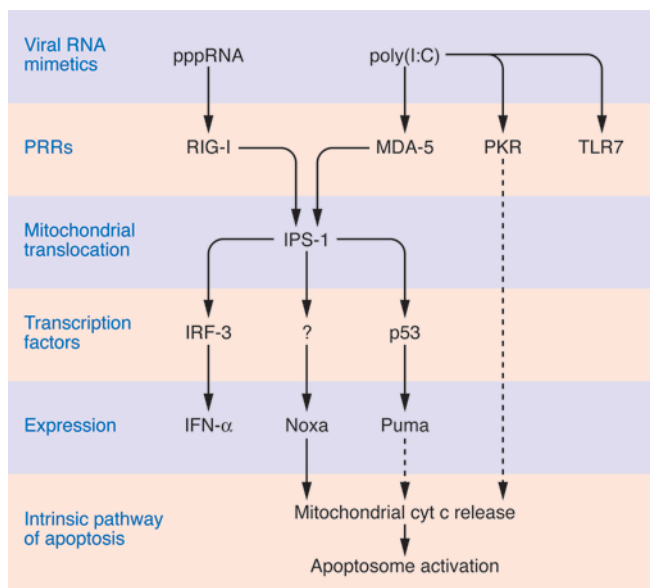 Viral RNA
mimetics
pppRNA
poly(I:C)
PRRs
RIG-I
MDA-5
PKR
TLR7
Mitochondrial
translocation
IPS-1
Transcription
factors
IRF-3
?
p53
Expression
IFN-α
Noxa
Puma
Intrinsic pathway
of apoptosis
Mitochondrial cyt c release
Apoptosome activation